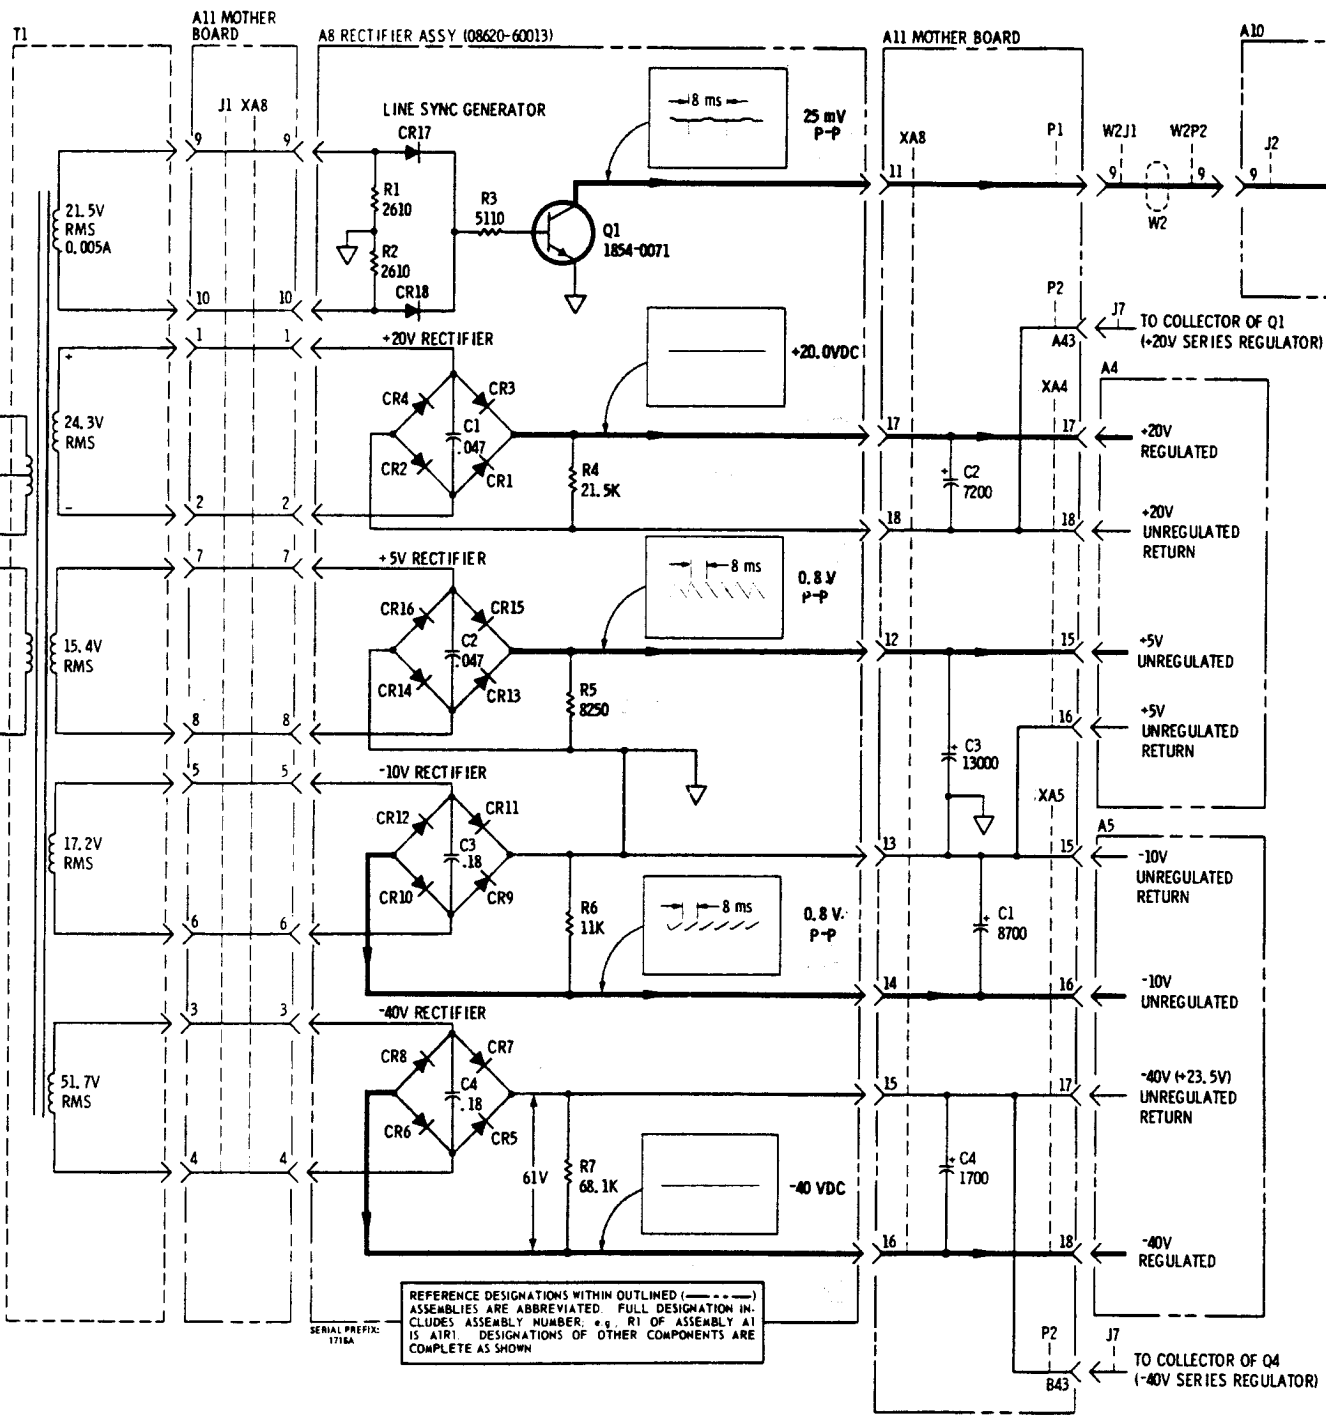 T1
A11 MOTHER
BOARD
A8 RECTIFIER ASSY (08620-60013)
A11 MOTHER BOARD
A10
J1 XA8
LINE SYNC GENERATOR
8 ms
25 mV
P-P
XA8
P1
W2J1
W2P2
J2
9
9
CR17
11
9
9
9
21.5V
RMS
0.005A
R1
2610
R2
2610
R3
5110
Q1
1854-0071
W2
CR18
10
10
P2
J7
TO COLLECTOR OF Q1
(+20V SERIES REGULATOR)
A43
1
1
+20V RECTIFIER
+20.0VDC
+
24.3V
RMS
-
CR4
CR3
C1
.047
CR2
CR1
R4
21.5K
XA4
A4
17
17
+20V
REGULATED
+
C2
7200
2
2
18
18
+20V
UNREGULATED
RETURN
7
7
+5V RECTIFIER
8 ms
0.8 V
P-P
15.4V
RMS
CR16
CR15
C2
.047
CR14
CR13
R5
8250
12
15
+5V
UNREGULATED
8
8
16
+5V
UNREGULATED
RETURN
+
C3
13000
5
5
-10V RECTIFIER
XA5
A5
17.2V
RMS
CR12
CR11
C3
.18
CR10
CR9
R6
11K
13
15
-10V
UNREGULATED
RETURN
8 ms
0.8 V.
P-P
+
C1
8700
6
6
14
16
-10V
UNREGULATED
3
3
-40V RECTIFIER
51.7V
RMS
CR8
CR7
C4
.18
CR6
CR5
15
17
-40V (+23.5V)
UNREGULATED
RETURN
61V
R7
68.1K
-40 VDC
+
C4
1700
4
4
16
18
-40V
REGULATED
REFERENCE DESIGNATIONS WITHIN OUTLINED (— - - —)
ASSEMBLIES ARE ABBREVIATED. FULL DESIGNATION IN-
CLUDES ASSEMBLY NUMBER; e.g., R1 OF ASSEMBLY A1
IS A1R1. DESIGNATIONS OF OTHER COMPONENTS ARE
COMPLETE AS SHOWN
SERIAL PREFIX:
1716A
P2
J7
B43
TO COLLECTOR OF Q4
(-40V SERIES REGULATOR)